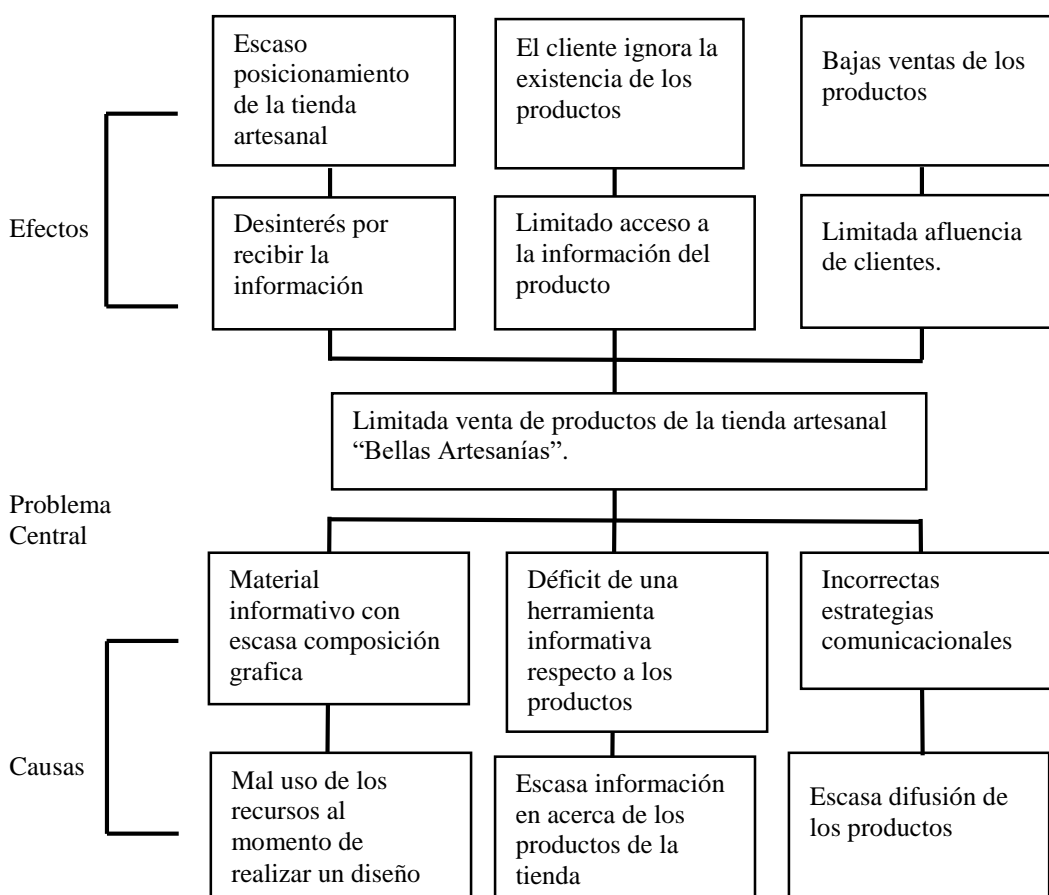 Escaso
posicionamiento
de la tienda
artesanal
El cliente ignora la
existencia de los
productos
Bajas ventas de los
productos
Efectos
Desinterés por
recibir la
información
Limitado acceso a
la información del
producto
Limitada afluencia
de clientes.
Limitada venta de productos de la tienda artesanal
“Bellas Artesanías”.
Problema
Central
Material
informativo con
escasa composición
grafica
Déficit de una
herramienta
informativa
respecto a los
productos
Incorrectas
estrategias
comunicacionales
Causas
Mal uso de los
recursos al
momento de
realizar un diseño
Escasa información
en acerca de los
productos de la
tienda
Escasa difusión de
los productos